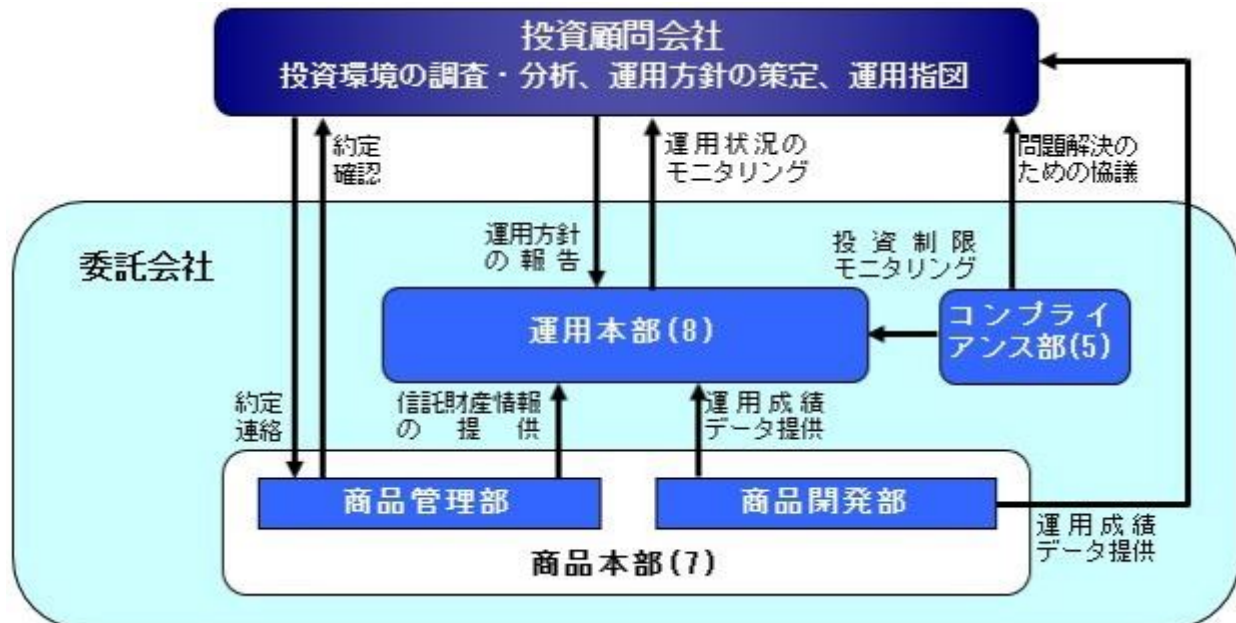 投資顧問会社
投資環境の調査・分析、運用方針の策定、運用指図
約定
確認
運用状況の
モニタリング
問題解決の
ための協議
委託会社
運用方針
の報告
投資制限
モニタリング
運用本部(8)
コンプライ
アンス部(5)
約定
連絡
信託財産情報
の提供
運用成績
データ提供
商品管理部
商品開発部
運用成績
データ提供
商品本部(7)